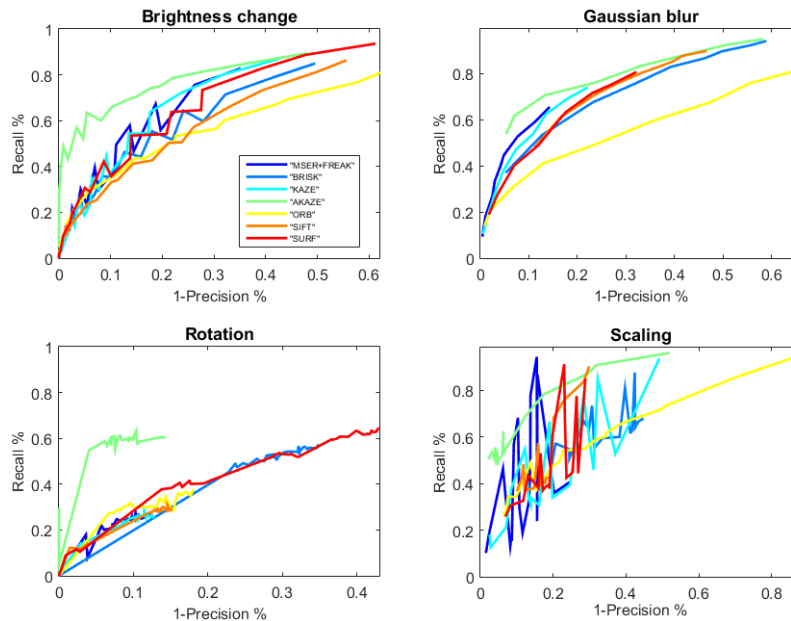 Brightness change
Recall %
1
0.8
0.6
0.4
0.2
0
"MSER+FREAK"
"BRISK"
"KAZE"
"AKAZE"
"ORB"
"SIFT"
"SURF"
0 0.1 0.2 0.3 0.4 0.5 0.6
1-Precision %
Gaussian blur
Recall %
1
0.8
0.6
0.4
0.2
0
0 0.2 0.4 0.6 0.8
1-Precision %
Rotation
Recall %
1
0.8
0.6
0.4
0.2
0
0 0.1 0.2 0.3 0.4
1-Precision %
Scaling
Recall %
0.8
0.6
0.4
0.2
0
0 0.2 0.4 0.6 0.8
1-Precision %